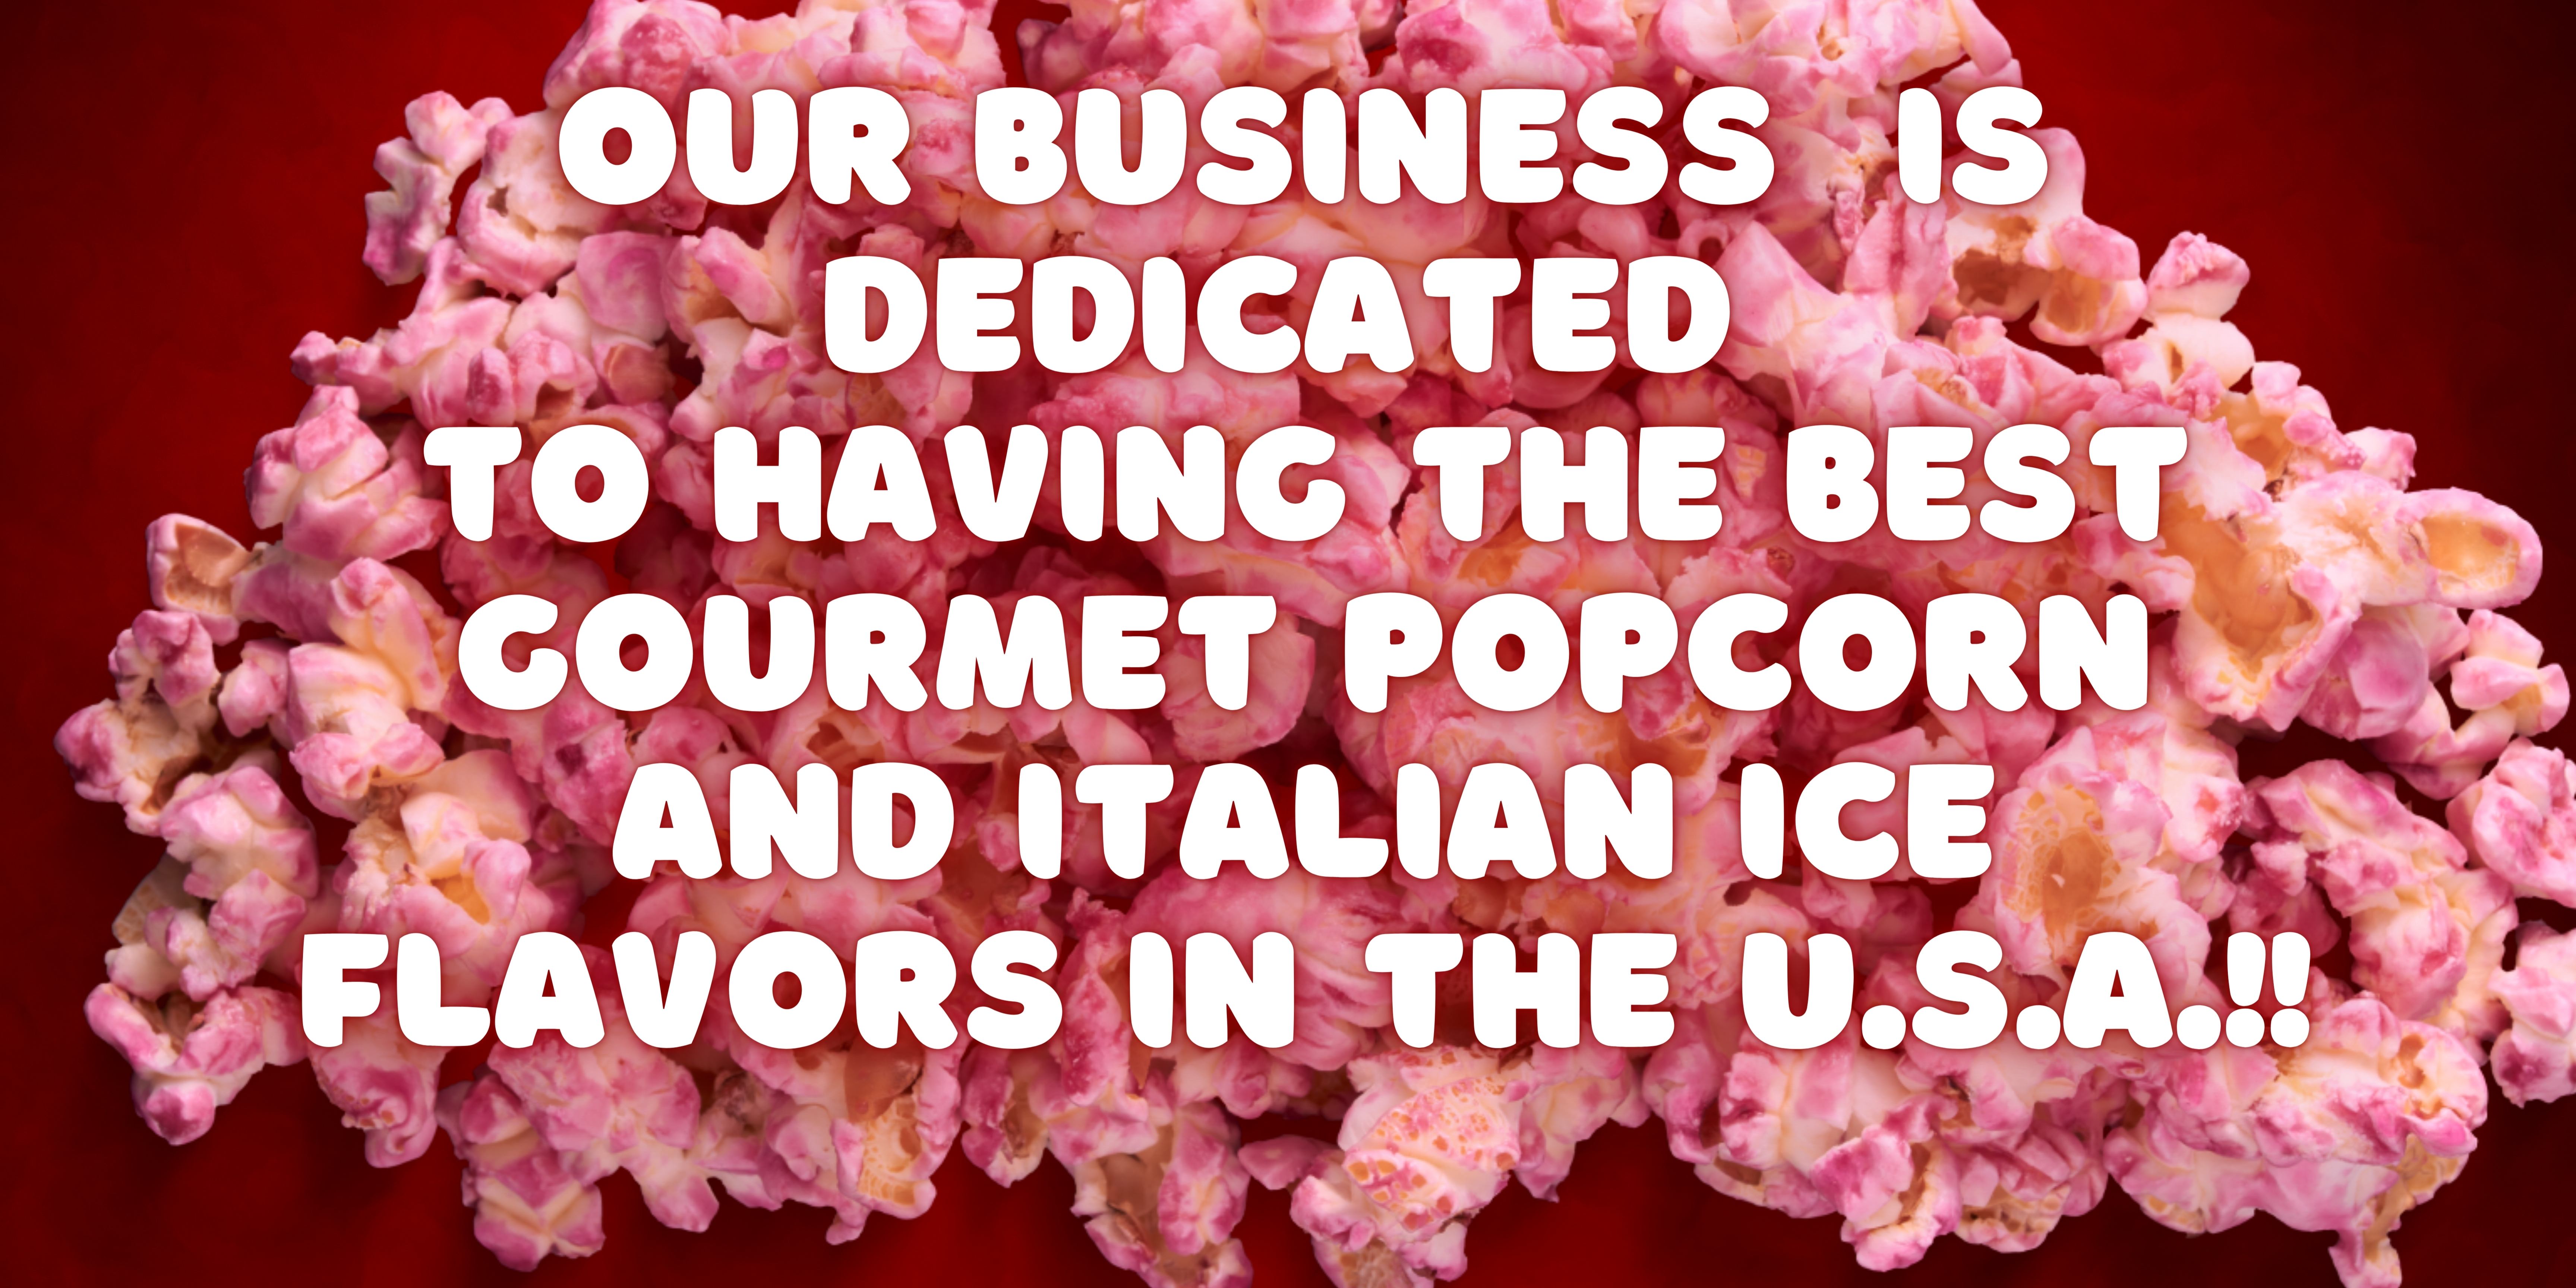 OUR BUSINESS  IS
DEDICATED
TO HAVING THE BEST
GOURMET POPCORN
AND ITALIAN ICE
FLAVORS IN THE U.S.A.!!